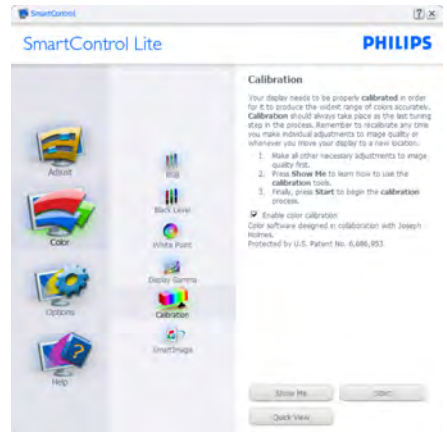 SmartControl
SmartControl Lite
PHILIPS
Adjust
Color
Options
Help
RGB
Black Level
White Point
Display Gamma
Calibration
SmartImage
Calibration
Your display needs to be properly calibrated in order
for it to produce the widest range of colors accurately.
Calibration should always take place as the last tuning
step in the process. Remember to recalibrate any time
you make individual adjustments to image quality or
whenever you move your display to a new location.
1. Make all other necessary adjustments to image
quality first.
2. Press Show Me to learn how to use the
calibration tools.
3. Finally, press Start to begin the calibration
process.
Enable color calibration
Color software designed in collaboration with Joseph
Holmes.
Protected by U.S. Patent No. 6,686,953
Show Me
Start
Quick View